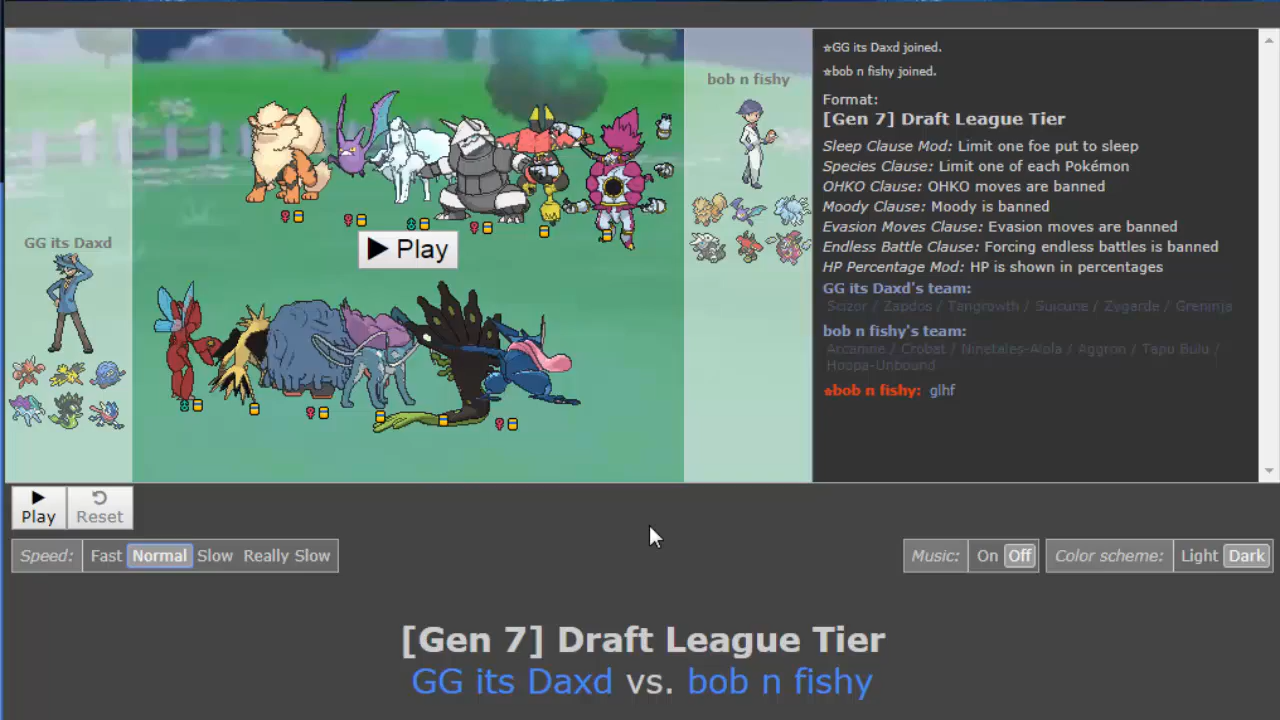 bob n fishy
GG its Daxd
▶ Play
☆GG its Daxd joined.
☆bob n fishy joined.
Format:
[Gen 7] Draft League Tier
Sleep Clause Mod: Limit one foe put to sleep
Species Clause: Limit one of each Pokémon
OHKO Clause: OHKO moves are banned
Moody Clause: Moody is banned
Evasion Moves Clause: Evasion moves are banned
Endless Battle Clause: Forcing endless battles is banned
HP Percentage Mod: HP is shown in percentages
GG its Daxd's team:
Scizor / Zapdos / Tangrowth / Suicune / Zygarde / Greninja
bob n fishy's team:
Arcanine / Crobat / Ninetales-Alola / Aggron / Tapu Bulu /
Hoopa-Unbound
☆bob n fishy: glhf
Play
Reset
Speed: Fast Normal Slow Really Slow
Music: On Off
Color scheme: Light Dark
[Gen 7] Draft League Tier
GG its Daxd vs. bob n fishy